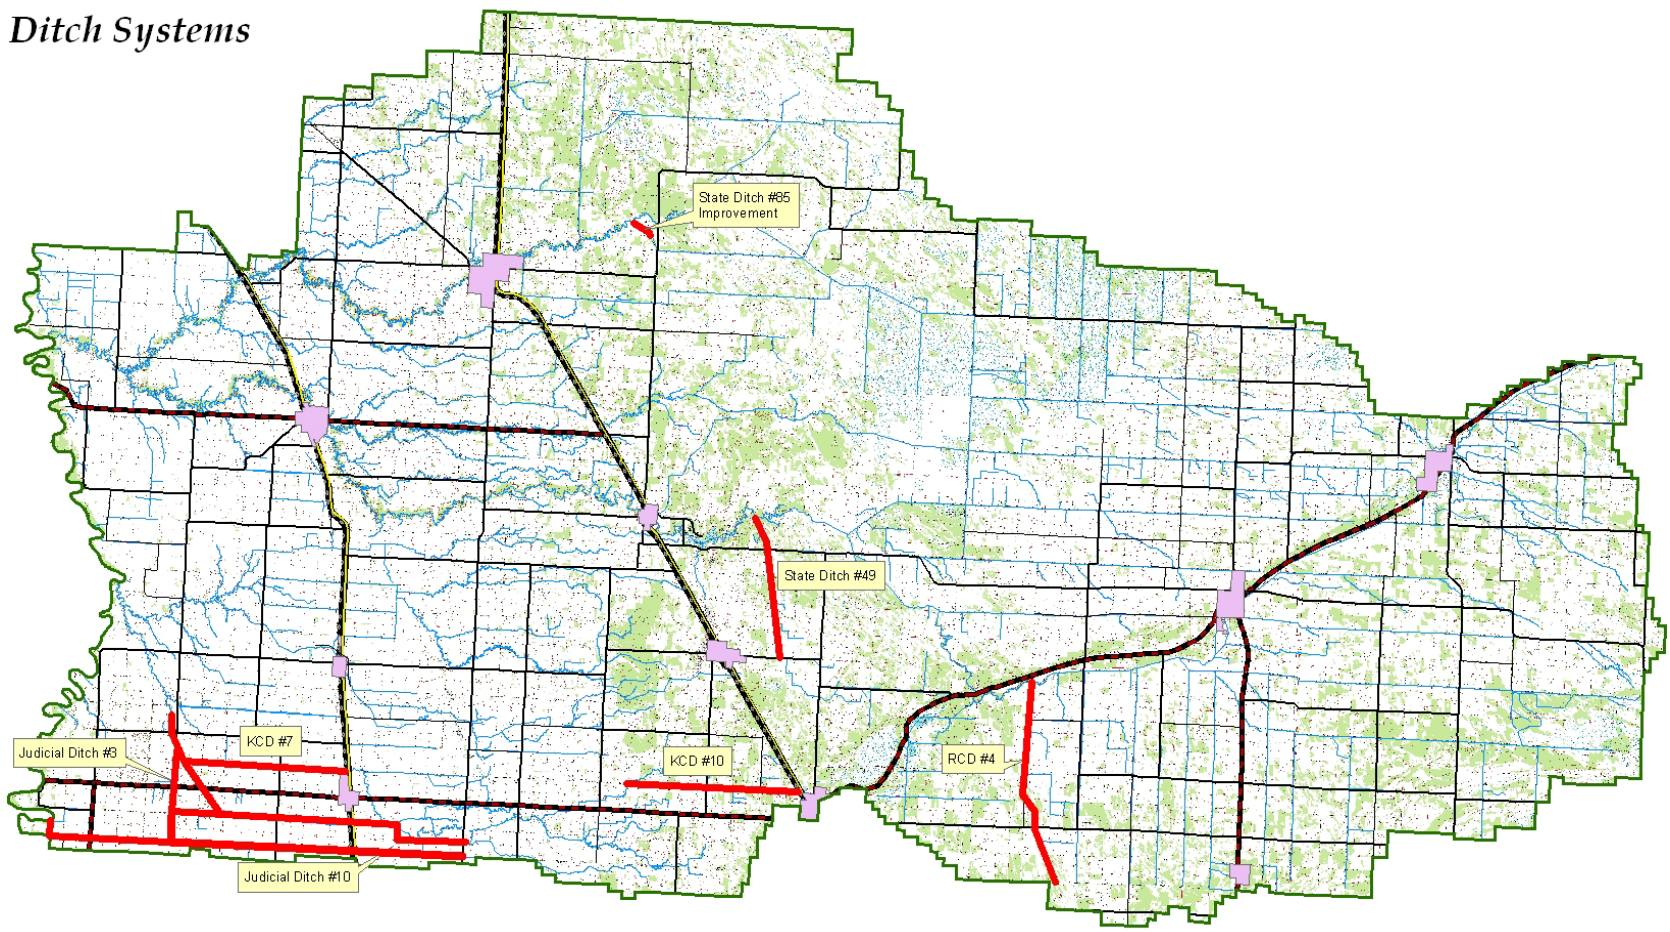 Ditch Systems
State Ditch #85
Improvement
State Ditch #49
KCD #7
Judicial Ditch #3
KCD #10
RCD #4
Judicial Ditch #10